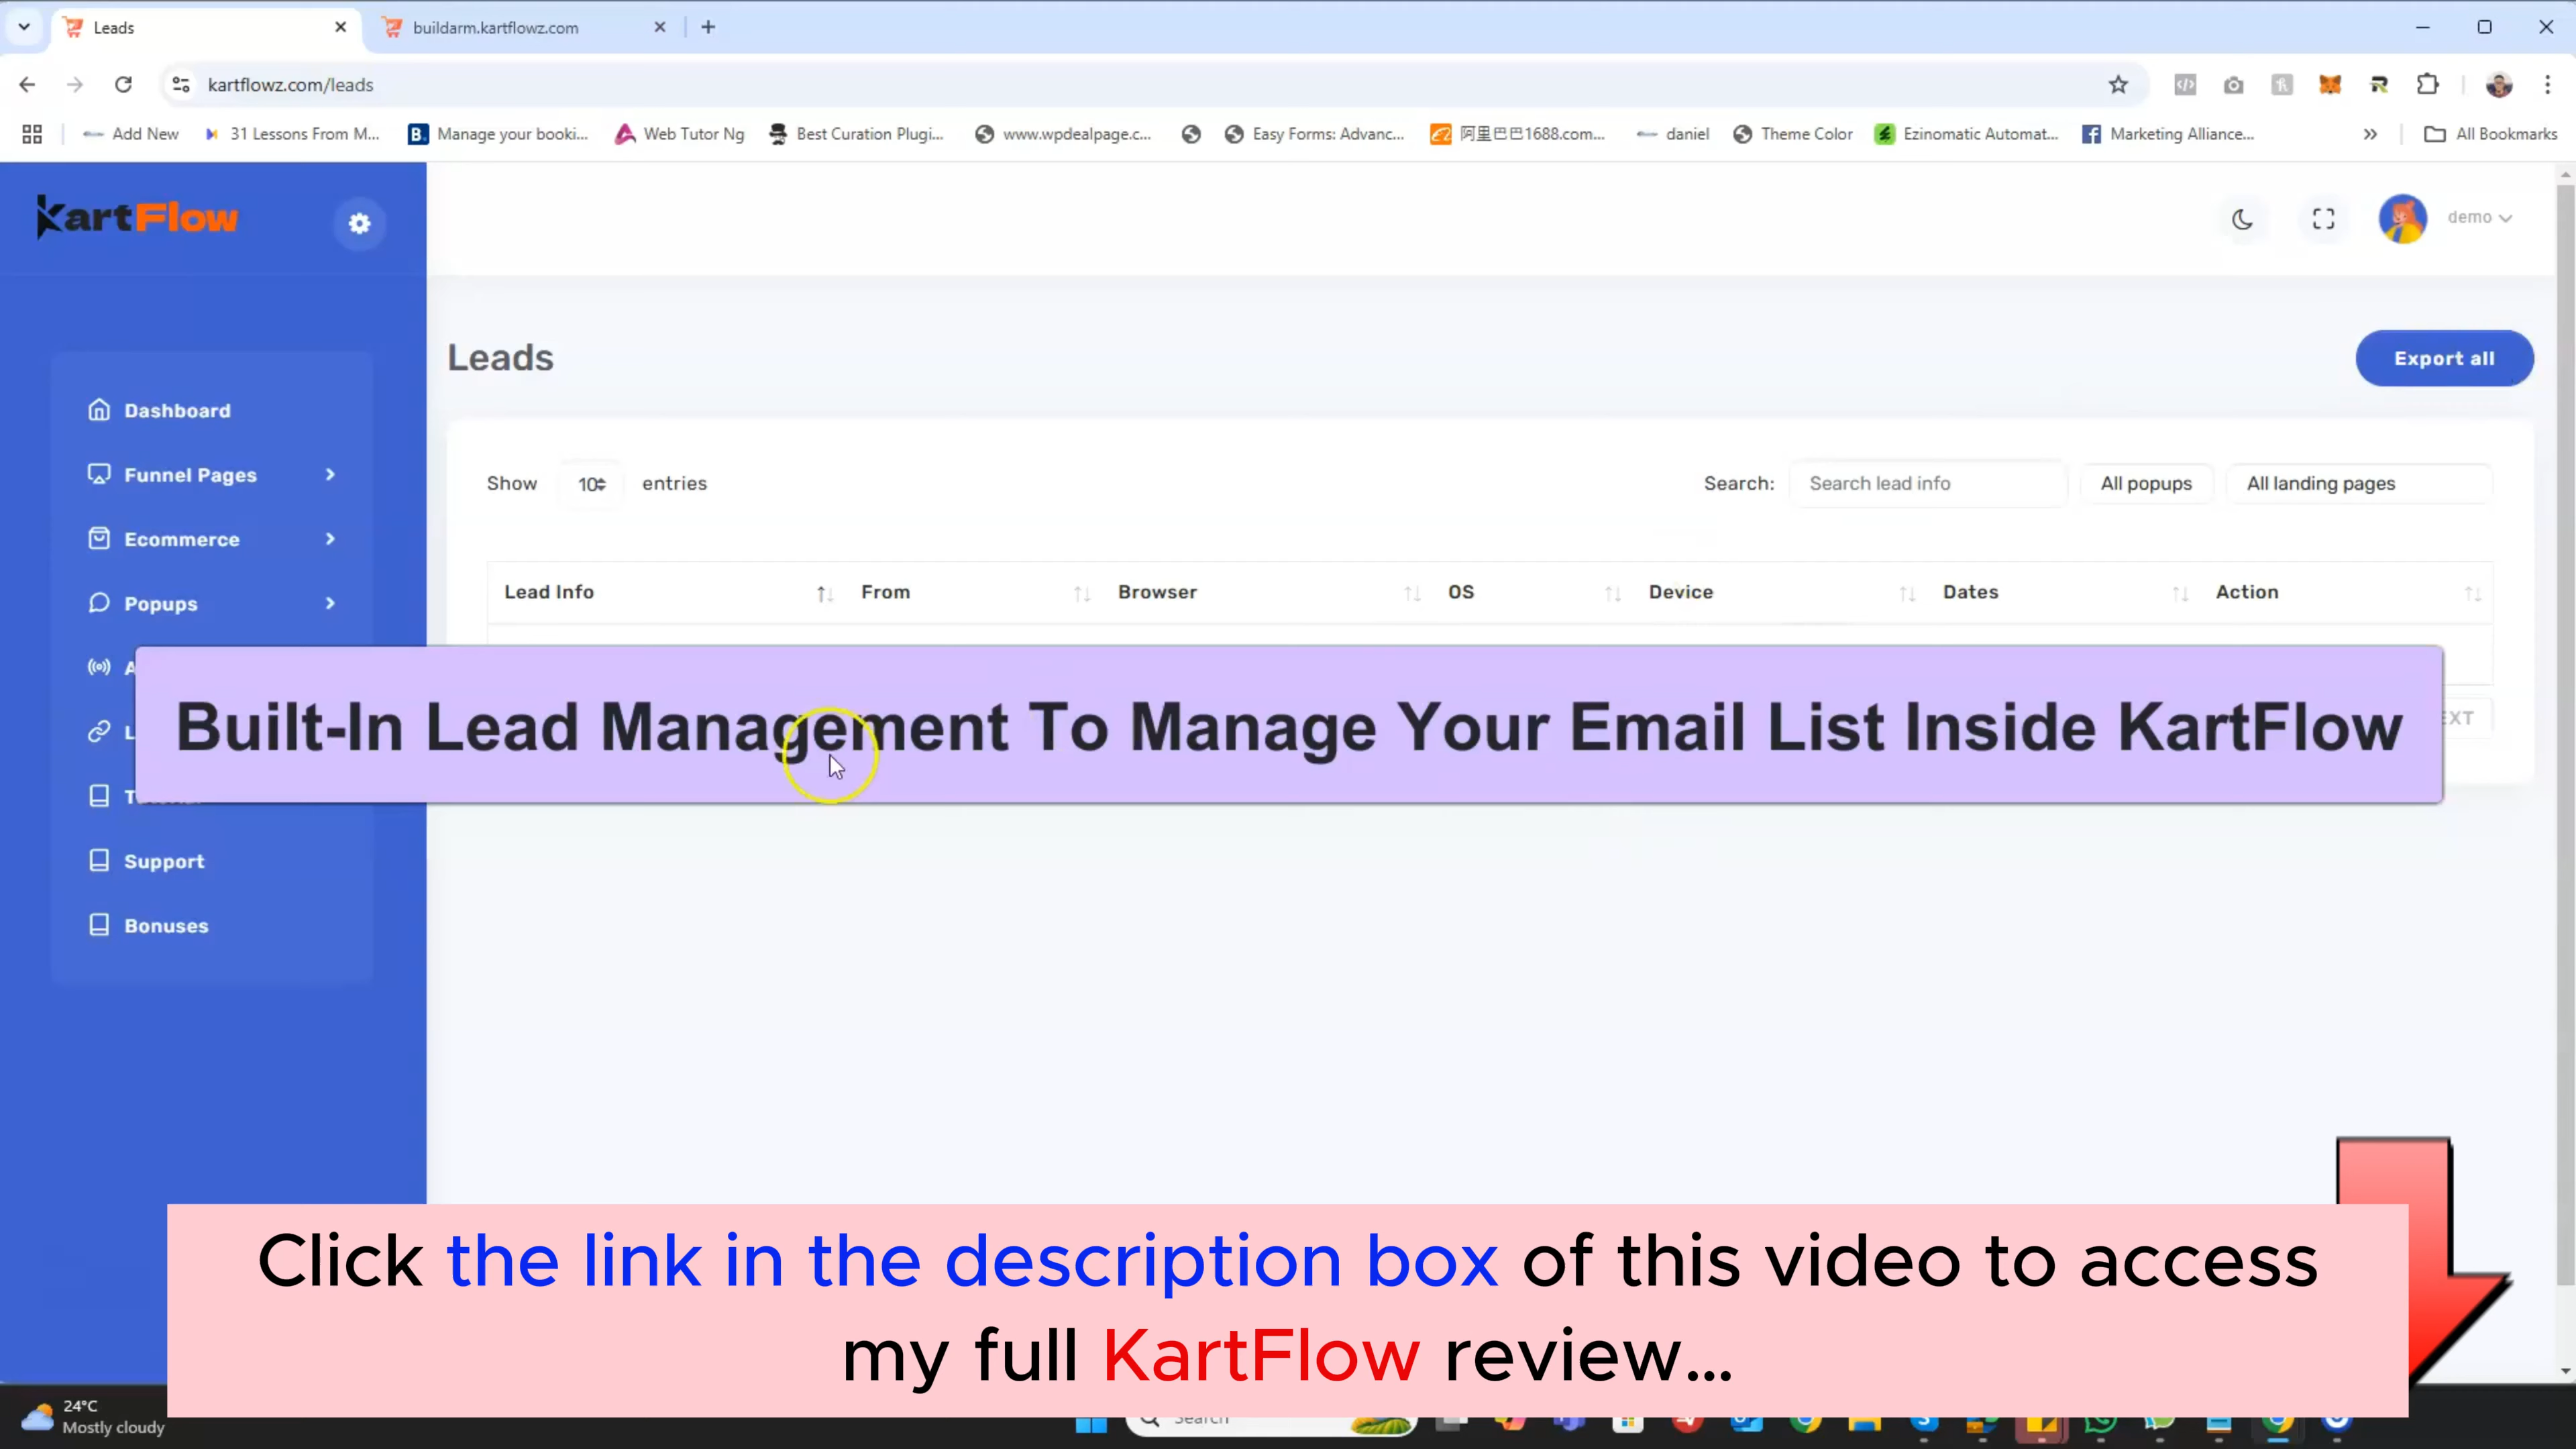 Leads
buildarm.kartflowz.com
kartflowz.com/leads
Add New
31 Lessons From M...
Manage your booki...
Web Tutor Ng
Best Curation Plugi...
www.wpdealpage.c...
Easy Forms: Advanc...
阿里巴巴1688.com...
daniel
Theme Color
Ezinomatic Automat...
Marketing Alliance...
All Bookmarks
KartFlow
demo
Leads
Export all
Dashboard
Funnel Pages
Ecommerce
Popups
Support
Bonuses
Show 10 entries
Search: Search lead info All popups All landing pages
Lead Info From Browser OS Device Dates Action
Built-In Lead Management To Manage Your Email List Inside KartFlow
Click the link in the description box of this video to access
my full KartFlow review...
24°C
Mostly cloudy
Search